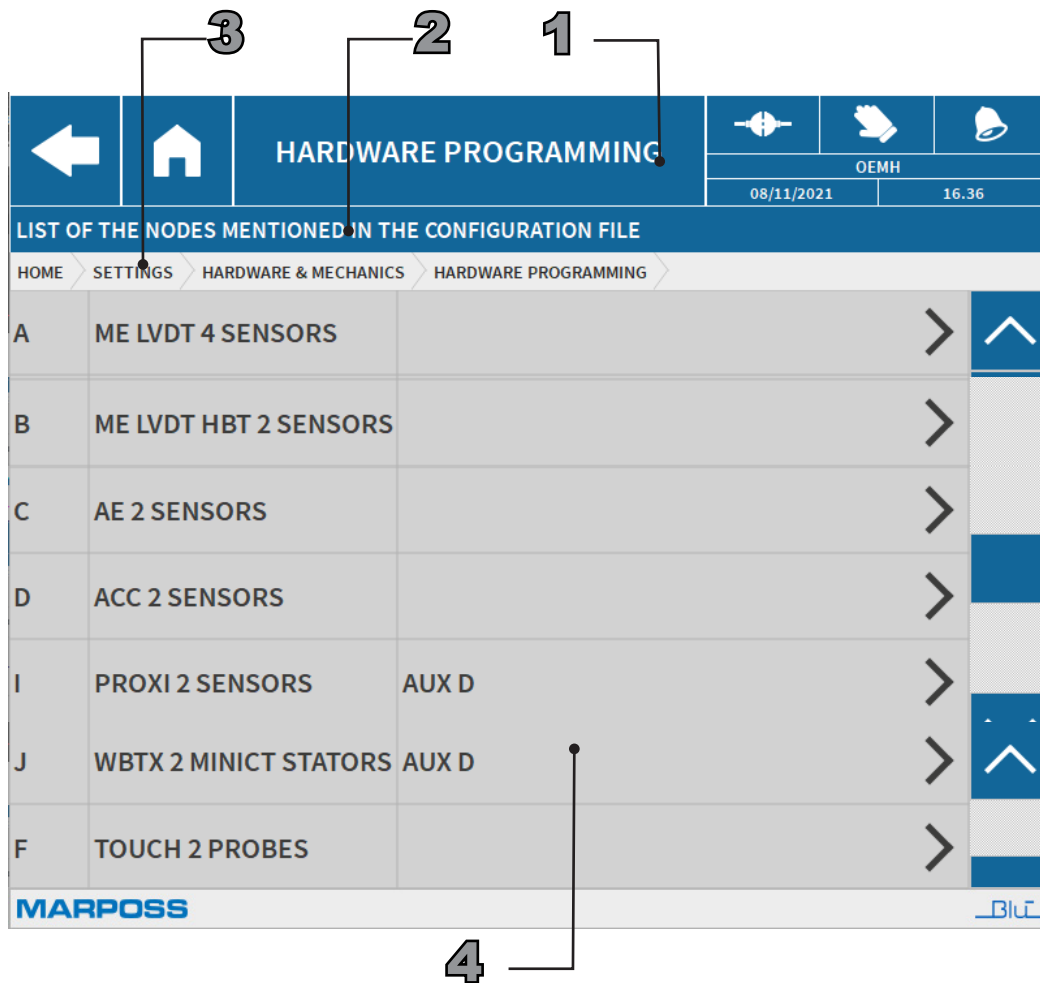 3 2 1
HARDWARE PROGRAMMING
OEMH
08/11/2021 16.36
LIST OF THE NODES MENTIONED IN THE CONFIGURATION FILE
HOME SETTINGS HARDWARE & MECHANICS HARDWARE PROGRAMMING
A ME LVDT 4 SENSORS
B ME LVDT HBT 2 SENSORS
C AE 2 SENSORS
D ACC 2 SENSORS
I PROXI 2 SENSORS AUX D
J WBTX 2 MINICT STATORS AUX D
F TOUCH 2 PROBES
MARPOSS Blú
4